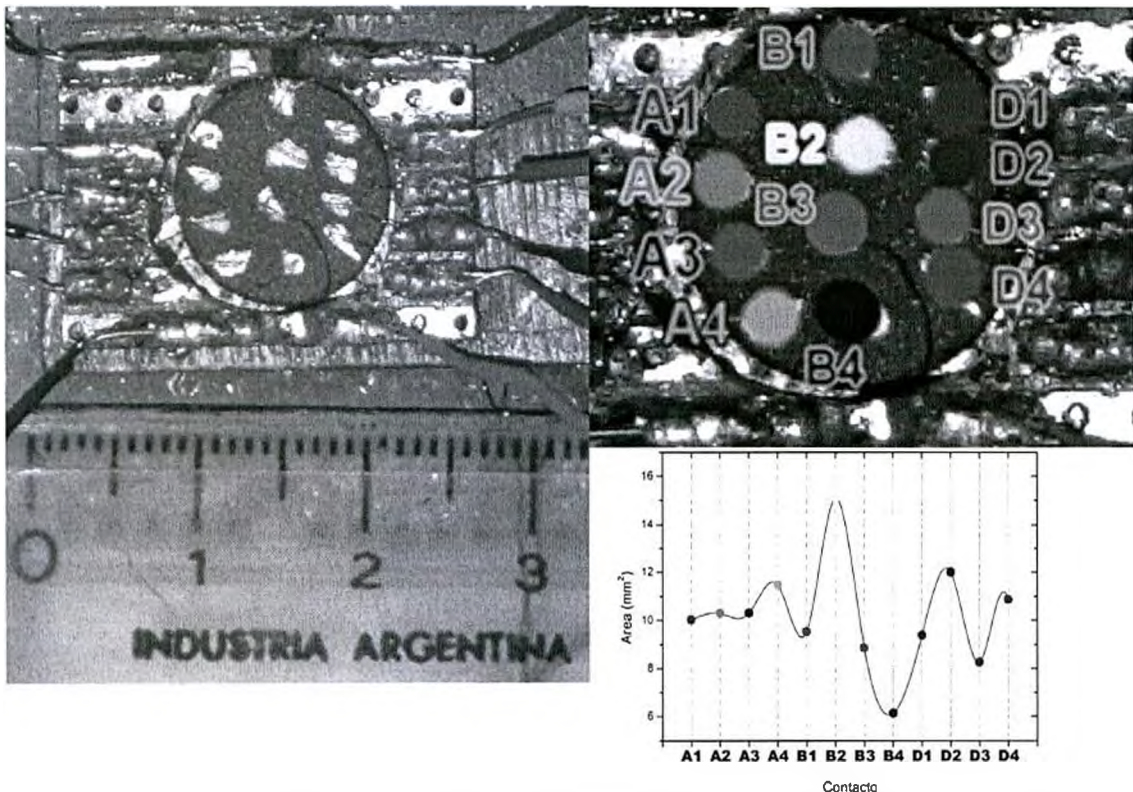 0 1 2 3
INDUSTRIA ARGENTINA
B1
A1 D1
B2 D2
A2 B3 D3
A3 D4
A4
B4
16
14
12
10
8
6
Area (mm²)
A1 A2 A3 A4 B1 B2 B3 B4 D1 D2 D3 D4
Contacto